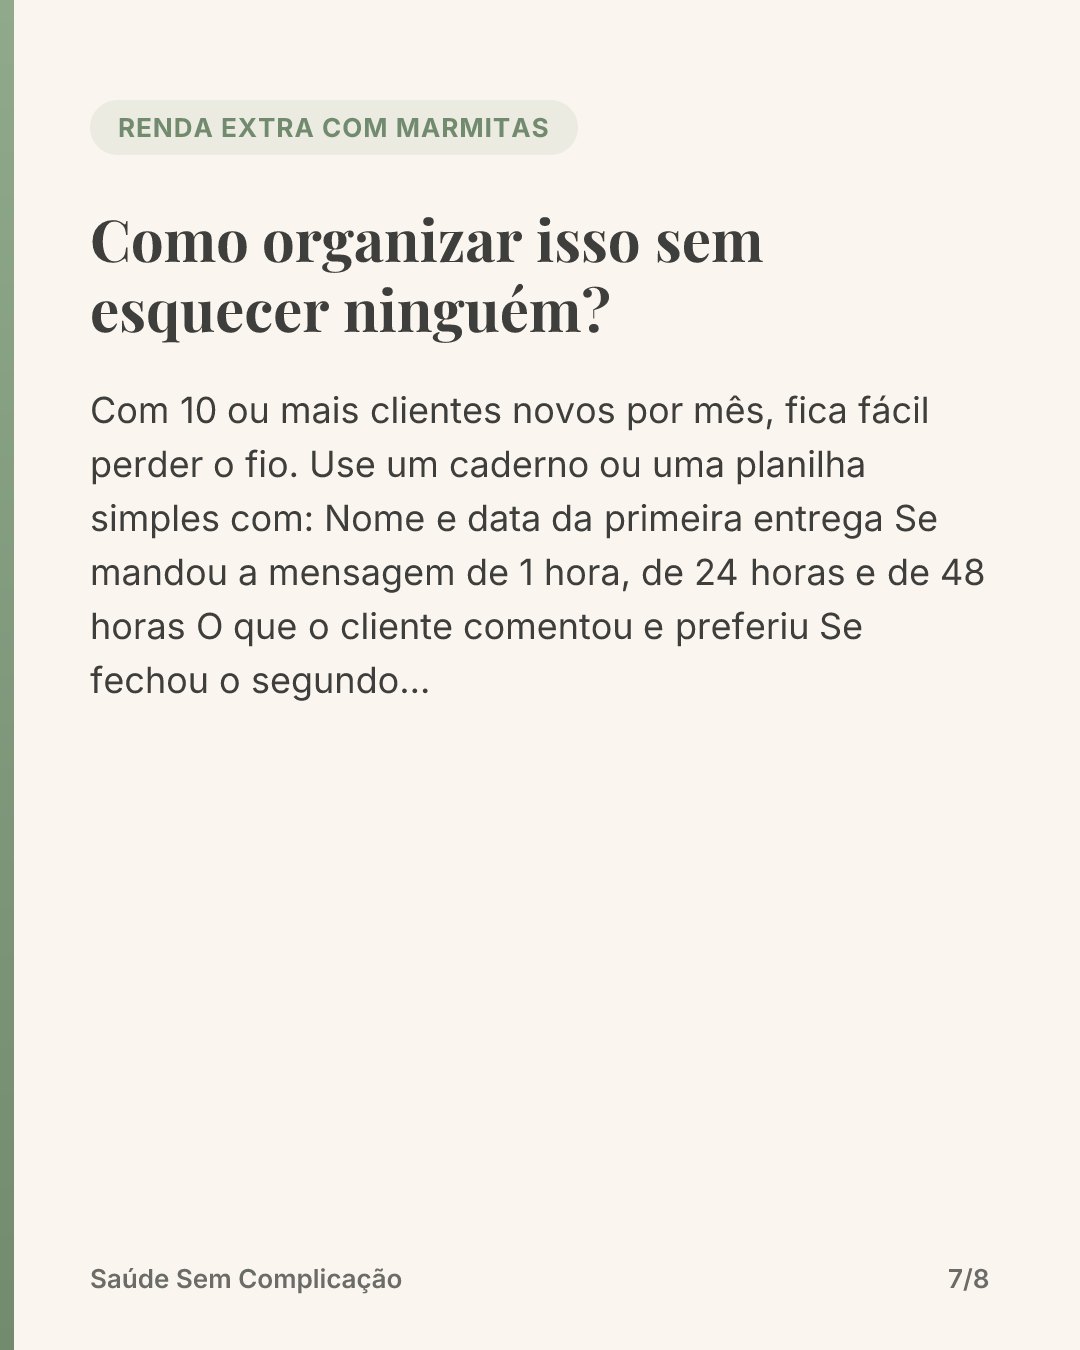 RENDA EXTRA COM MARMITAS
Como organizar isso sem
esquecer ninguém?
Com 10 ou mais clientes novos por mês, fica fácil
perder o fio. Use um caderno ou uma planilha
simples com: Nome e data da primeira entrega Se
mandou a mensagem de 1 hora, de 24 horas e de 48
horas O que o cliente comentou e preferiu Se
fechou o segundo...
Saúde Sem Complicação
7/8